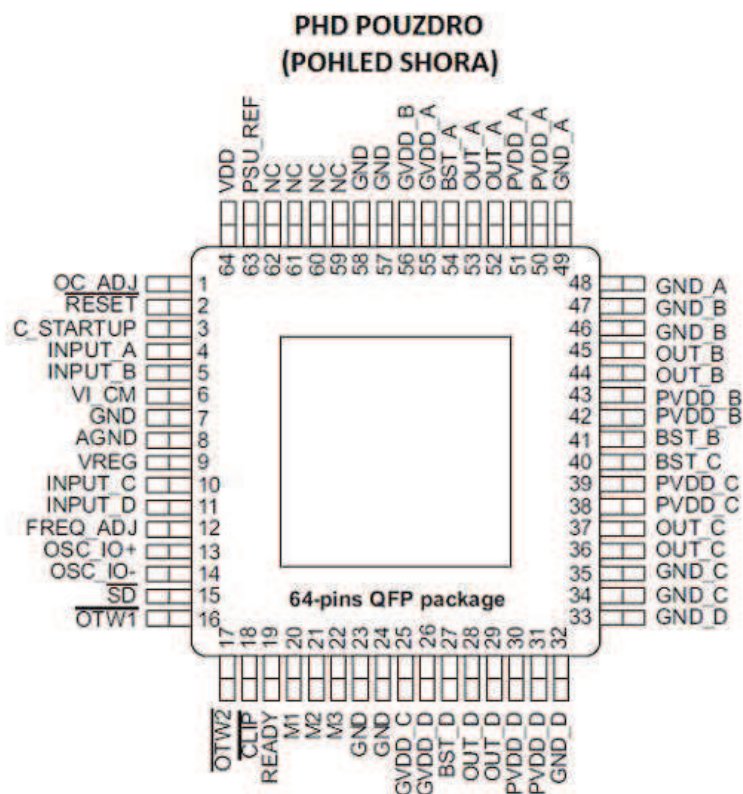 PHD POUZDRO
(POHLED SHORA)
VDD
PSU_REF
NC
NC
NC
NC
GND
GND
GVDD_B
GVDD_A
BST_A
OUT_A
OUT_A
PVDD_A
PVDD_A
GND_A
64 63 62 61 60 59 58 57 56 55 54 53 52 51 50 49
OC_ADJ 1 48 GND_A
RESET 2 47 GND_B
C_STARTUP 3 46 GND_B
INPUT_A 4 45 OUT_B
INPUT_B 5 44 OUT_B
VI_CM 6 43 PVDD_B
GND 7 42 PVDD_B
AGND 8 41 BST_B
VREG 9 40 BST_C
INPUT_C 10 39 PVDD_C
INPUT_D 11 38 PVDD_C
FREQ_ADJ 12 37 OUT_C
OSC_IO+ 13 36 OUT_C
OSC_IO- 14 35 GND_C
SD 15 34 GND_C
OTW1 16 33 GND_D
64-pins QFP package
17 18 19 20 21 22 23 24 25 26 27 28 29 30 31 32
OTW2
CLIP
READY
M1
M2
M3
GND
GND
GVDD_C
GVDD_D
BST_D
OUT_D
OUT_D
PVDD_D
PVDD_D
GND_D